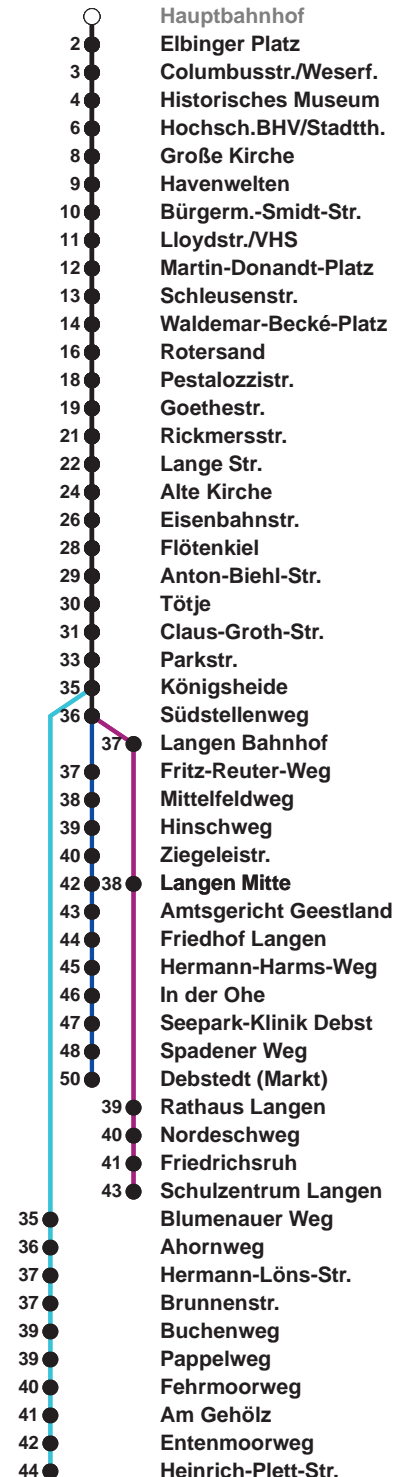 Hauptbahnhof
2 Elbinger Platz
3 Columbusstr./Weserf.
4 Historisches Museum
6 Hochsch.BHV/Stadtth.
8 Große Kirche
9 Havenwelten
10 Bürgerm.-Smidt-Str.
11 Lloydstr./VHS
12 Martin-Donandt-Platz
13 Schleusenstr.
14 Waldemar-Becké-Platz
16 Rotersand
18 Pestalozzistr.
19 Goethestr.
21 Rickmersstr.
22 Lange Str.
24 Alte Kirche
26 Eisenbahnstr.
28 Flötenkiel
29 Anton-Biehl-Str.
30 Tötje
31 Claus-Groth-Str.
33 Parkstr.
35 Königsheide
36 Südstellenweg
37 Langen Bahnhof
37 Fritz-Reuter-Weg
38 Mittelfeldweg
39 Hinschweg
40 Ziegeleistr.
42 38 Langen Mitte
43 Amtsgericht Geestland
44 Friedhof Langen
45 Hermann-Harms-Weg
46 In der Ohe
47 Seepark-Klinik Debst
48 Spadener Weg
50 Debstedt (Markt)
39 Rathaus Langen
40 Nordeschweg
41 Friedrichsruh
43 Schulzentrum Langen
35 Blumenauer Weg
36 Ahornweg
37 Hermann-Löns-Str.
37 Brunnenstr.
39 Buchenweg
39 Pappelweg
40 Fehrmoorweg
41 Am Gehölz
42 Entenmoorweg
44 Heinrich-Plett-Str.